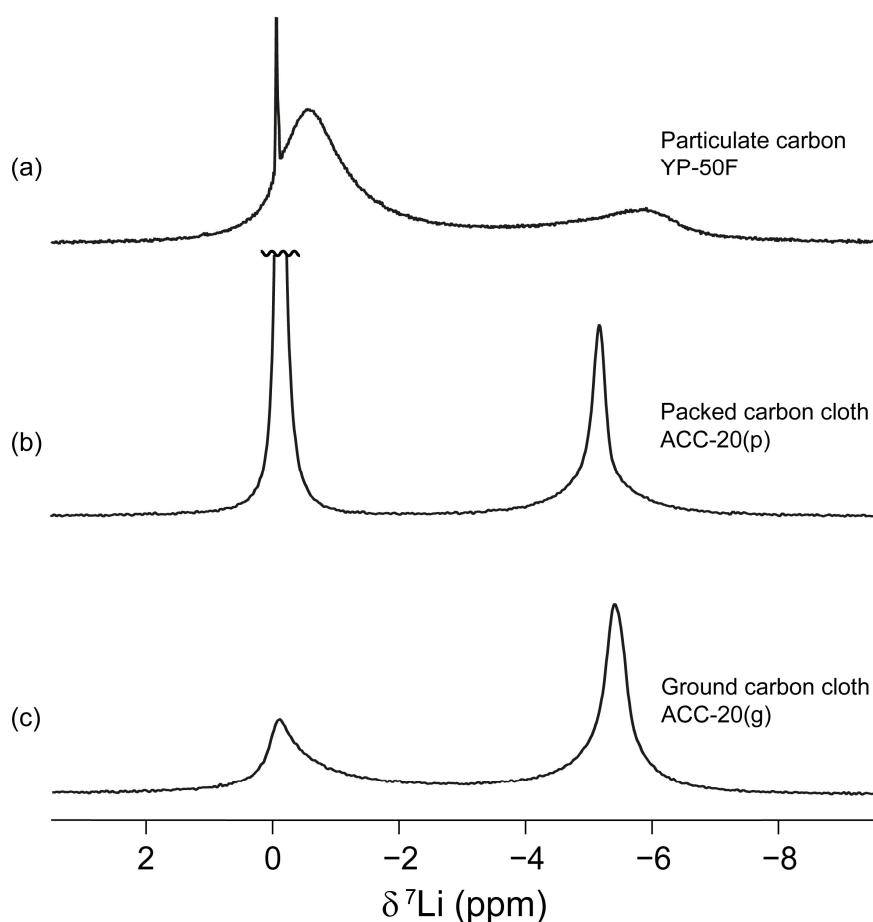 (a)
Particulate carbon
YP-50F
(b)
Packed carbon cloth
ACC-20(p)
(c)
Ground carbon cloth
ACC-20(g)
2 0 −2 −4 −6 −8
δ ⁷Li (ppm)